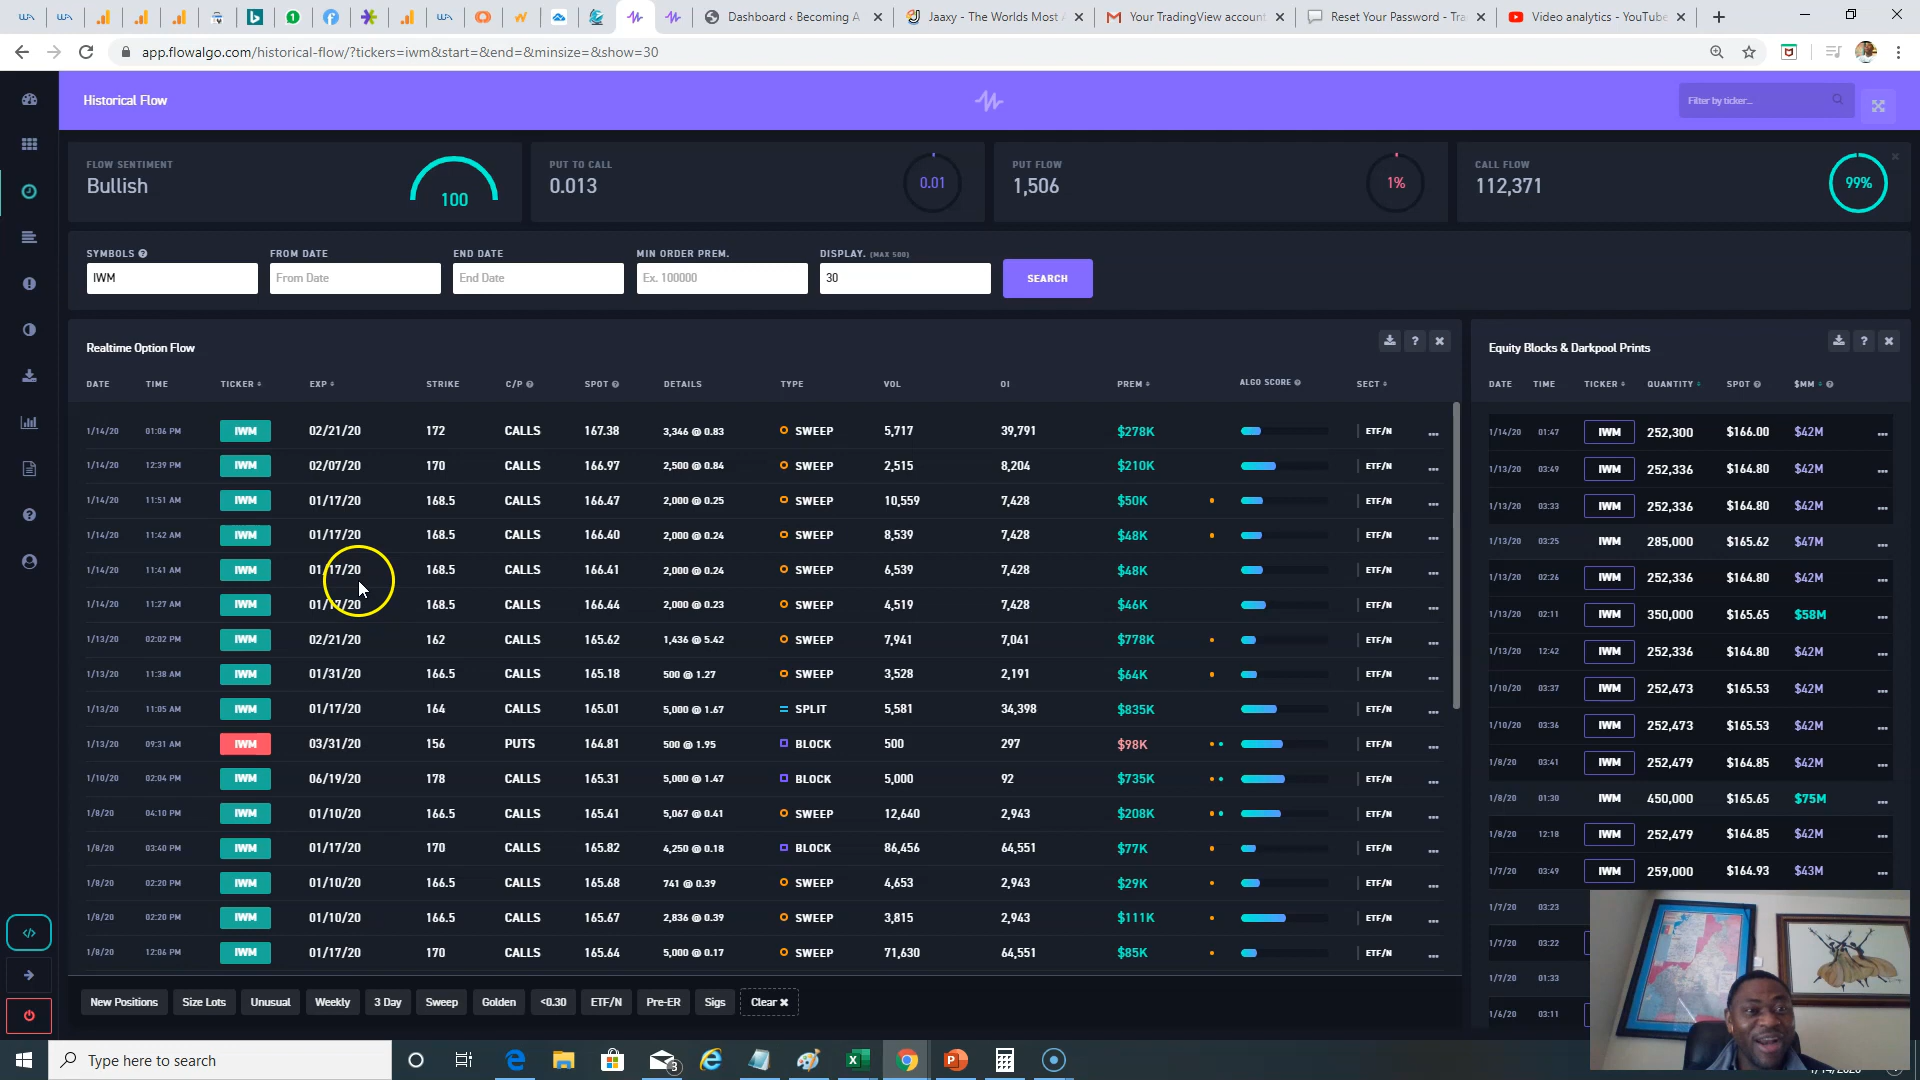 Dashboard ‹ Becoming A
Jaaxy - The Worlds Most
Your TradingView account
Reset Your Password - Tra
Video analytics - YouTube
app.flowalgo.com/historical-flow/?tickers=iwm&start=&end=&minsize=&show=30
Historical Flow
Filter by ticker...
FLOW SENTIMENT
Bullish
100
PUT TO CALL
0.013
0.01
PUT FLOW
1,506
1%
CALL FLOW
112,371
99%
SYMBOLS
FROM DATE
END DATE
MIN ORDER PREM.
DISPLAY. (MAX 500)
IWM
From Date
End Date
Ex. 100000
30
SEARCH
Realtime Option Flow
DATE TIME TICKER EXP STRIKE C/P SPOT DETAILS TYPE VOL OI PREM ALGO SCORE SECT
1/14/20 01:06 PM IWM 02/21/20 172 CALLS 167.38 3,346 @ 0.83 SWEEP 5,717 39,791 $278K ETF/N
1/14/20 12:39 PM IWM 02/07/20 170 CALLS 166.97 2,500 @ 0.84 SWEEP 2,515 8,204 $210K ETF/N
1/14/20 11:51 AM IWM 01/17/20 168.5 CALLS 166.47 2,000 @ 0.25 SWEEP 10,559 7,428 $50K ETF/N
1/14/20 11:42 AM IWM 01/17/20 168.5 CALLS 166.40 2,000 @ 0.24 SWEEP 8,539 7,428 $48K ETF/N
1/14/20 11:41 AM IWM 01/17/20 168.5 CALLS 166.41 2,000 @ 0.24 SWEEP 6,539 7,428 $48K ETF/N
1/14/20 11:27 AM IWM 01/17/20 168.5 CALLS 166.44 2,000 @ 0.23 SWEEP 4,519 7,428 $46K ETF/N
1/13/20 02:02 PM IWM 02/21/20 162 CALLS 165.62 1,436 @ 5.42 SWEEP 7,941 7,041 $778K ETF/N
1/13/20 11:38 AM IWM 01/31/20 166.5 CALLS 165.18 500 @ 1.27 SWEEP 3,528 2,191 $64K ETF/N
1/13/20 11:05 AM IWM 01/17/20 164 CALLS 165.01 5,000 @ 1.67 SPLIT 5,581 34,398 $835K ETF/N
1/13/20 09:31 AM IWM 03/31/20 156 PUTS 164.81 500 @ 1.95 BLOCK 500 297 $98K ETF/N
1/10/20 02:04 PM IWM 06/19/20 178 CALLS 165.31 5,000 @ 1.47 BLOCK 5,000 92 $735K ETF/N
1/8/20 04:10 PM IWM 01/10/20 166.5 CALLS 165.41 5,067 @ 0.41 SWEEP 12,640 2,943 $208K ETF/N
1/8/20 03:40 PM IWM 01/17/20 170 CALLS 165.82 4,250 @ 0.18 BLOCK 86,456 64,551 $77K ETF/N
1/8/20 02:20 PM IWM 01/10/20 166.5 CALLS 165.68 741 @ 0.39 SWEEP 4,653 2,943 $29K ETF/N
1/8/20 02:20 PM IWM 01/10/20 166.5 CALLS 165.67 2,836 @ 0.39 SWEEP 3,815 2,943 $111K ETF/N
1/8/20 12:06 PM IWM 01/17/20 170 CALLS 165.64 5,000 @ 0.17 SWEEP 71,630 64,551 $85K ETF/N
New Positions Size Lots Unusual Weekly 3 Day Sweep Golden <0.30 ETF/N Pre-ER Sigs Clear ✖
Equity Blocks & Darkpool Prints
DATE TIME TICKER QUANTITY SPOT $MM
1/14/20 01:47 IWM 252,300 $166.00 $42M
1/13/20 03:49 IWM 252,336 $164.80 $42M
1/13/20 03:33 IWM 252,336 $164.80 $42M
1/13/20 03:25 IWM 285,000 $165.62 $47M
1/13/20 02:26 IWM 252,336 $164.80 $42M
1/13/20 02:11 IWM 350,000 $165.65 $58M
1/13/20 12:42 IWM 252,336 $164.80 $42M
1/10/20 03:37 IWM 252,473 $165.53 $42M
1/10/20 03:36 IWM 252,473 $165.53 $42M
1/8/20 03:41 IWM 252,479 $164.85 $42M
1/8/20 01:30 IWM 450,000 $165.65 $75M
1/8/20 12:18 IWM 252,479 $164.85 $42M
1/7/20 03:49 IWM 259,000 $164.93 $43M
1/7/20 03:23
1/7/20 03:22
1/7/20 01:33
1/6/20 03:11
Type here to search
3